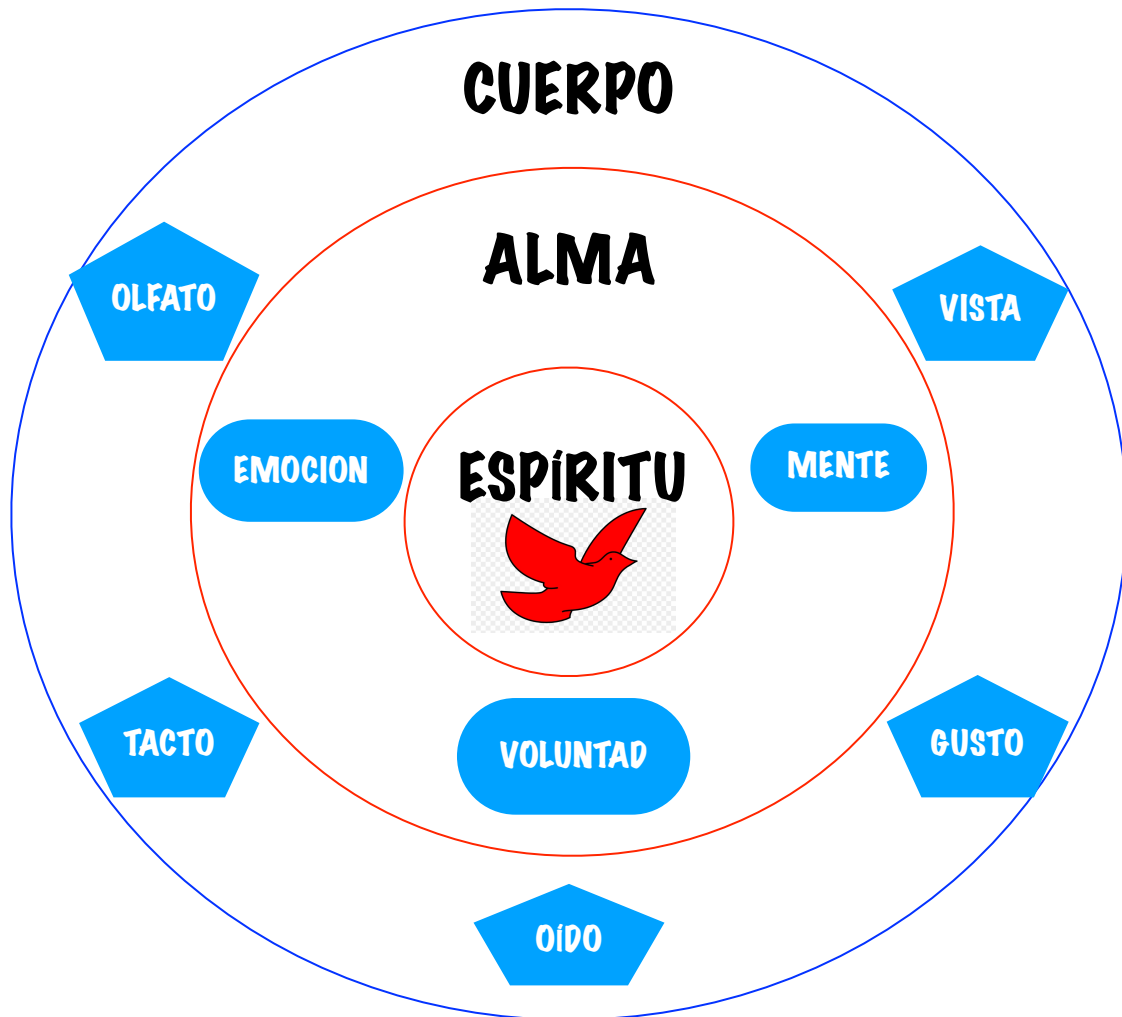 CUERPO
ALMA
OLFATO
VISTA
EMOCION
ESPÍRITU
MENTE
TACTO
VOLUNTAD
GUSTO
OÍDO